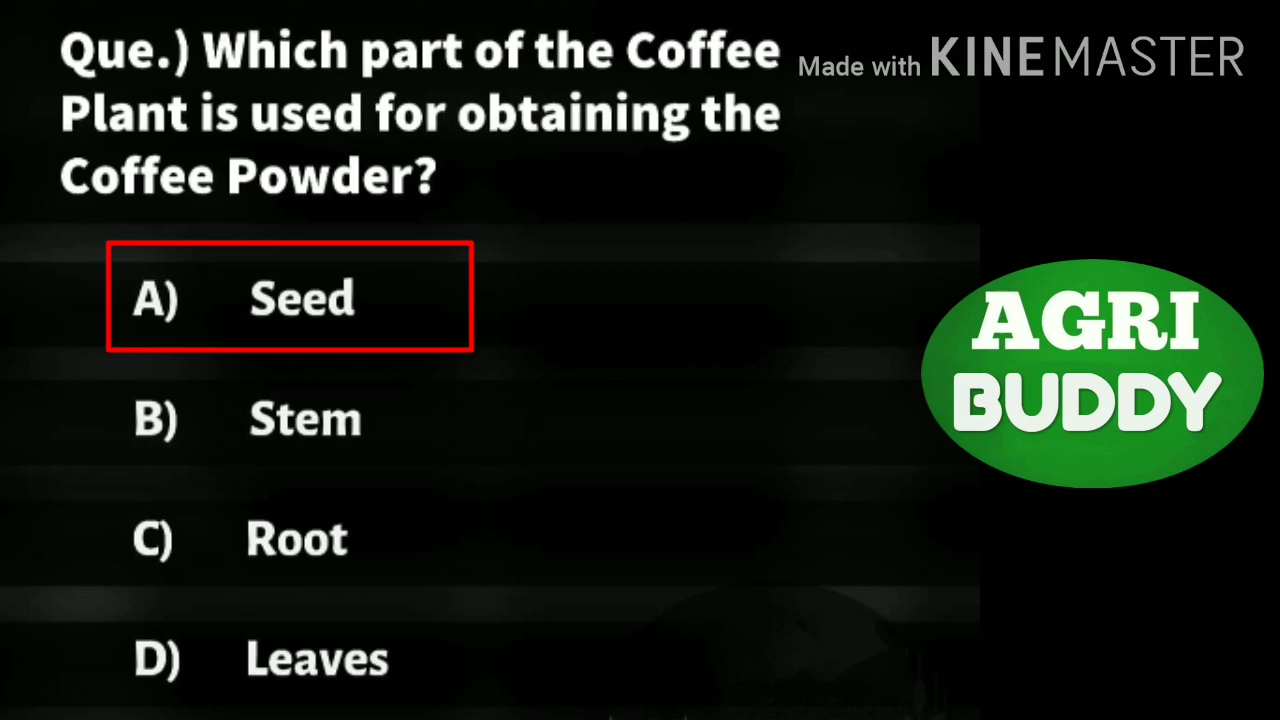 Que.) Which part of the Coffee
Plant is used for obtaining the
Coffee Powder?
Made with KINEMASTER
A) Seed
B) Stem
C) Root
D) Leaves
AGRI
BUDDY